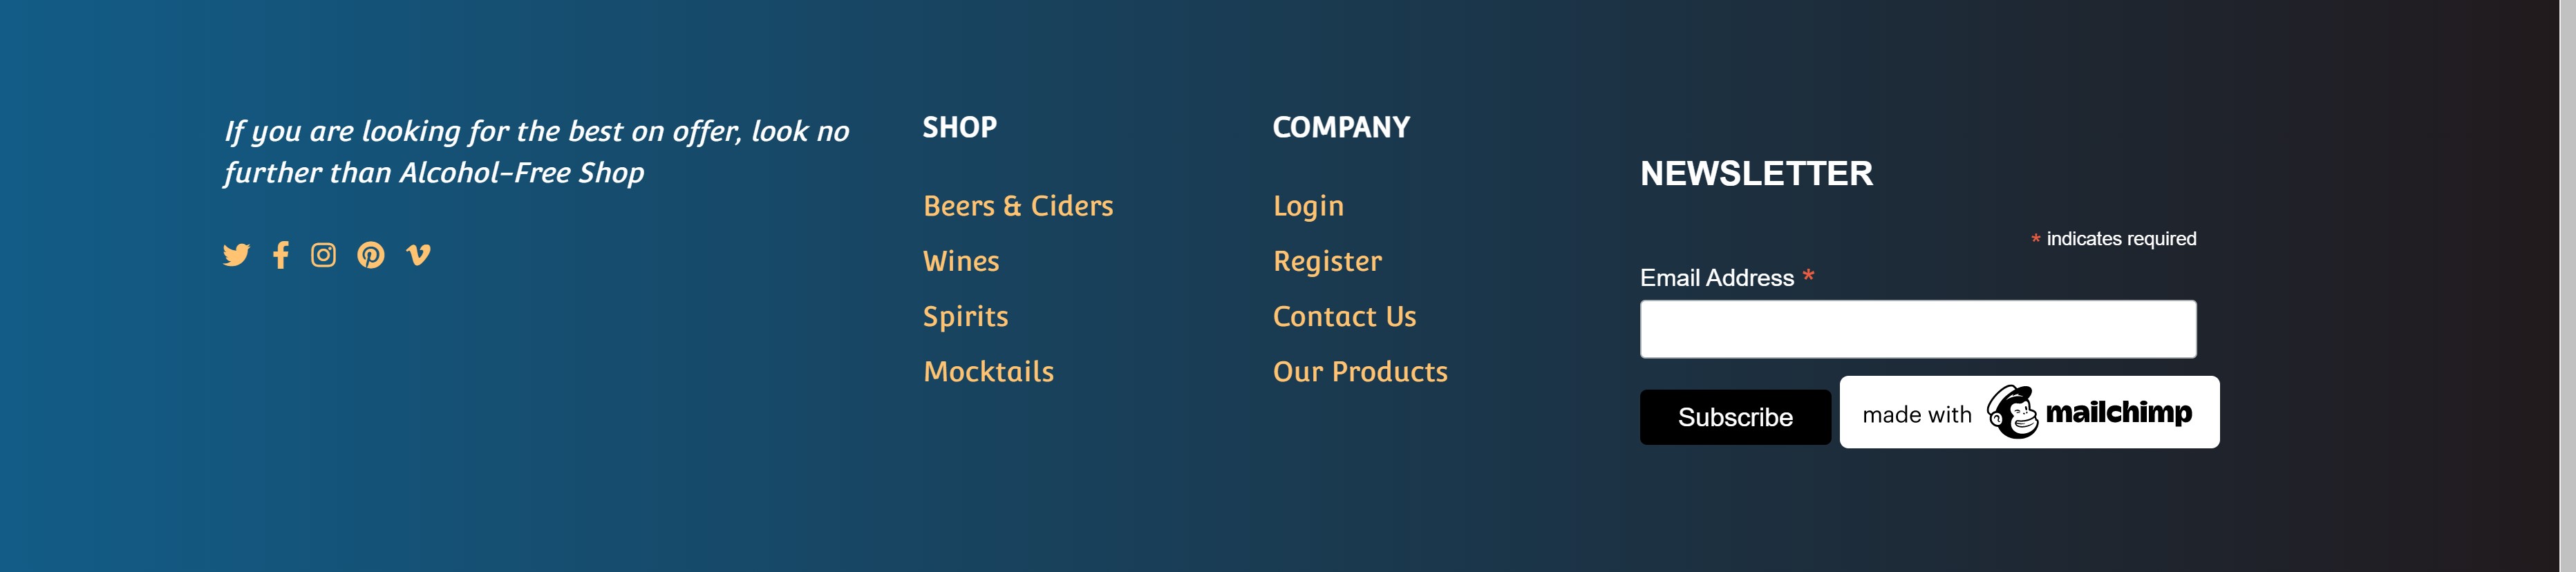 If you are looking for the best on offer, look no
further than Alcohol-Free Shop
SHOP
Beers & Ciders
Wines
Spirits
Mocktails
COMPANY
Login
Register
Contact Us
Our Products
NEWSLETTER
* indicates required
Email Address *
Subscribe
made with mailchimp